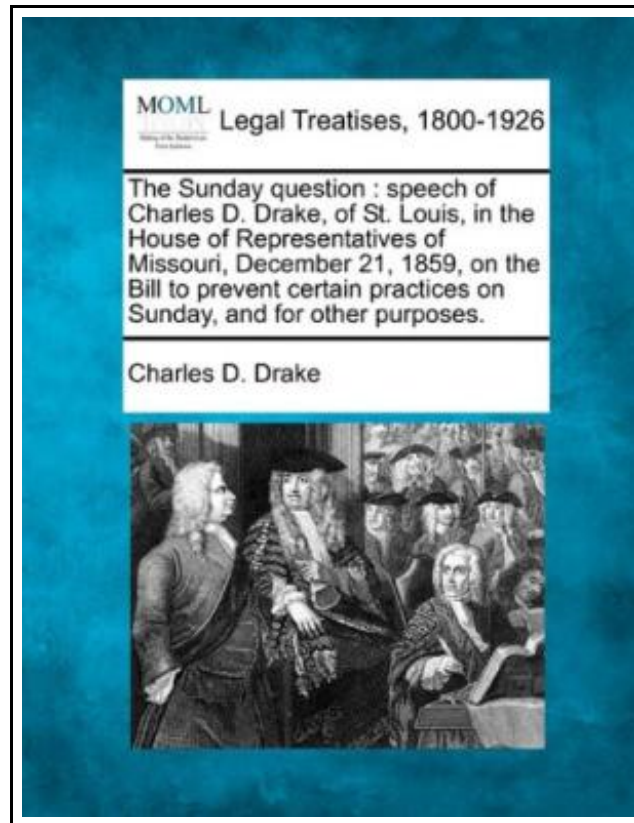 MOML
Legal Treatises, 1800-1926
The Sunday question : speech of
Charles D. Drake, of St. Louis, in the
House of Representatives of
Missouri, December 21, 1859, on the
Bill to prevent certain practices on
Sunday, and for other purposes.
Charles D. Drake